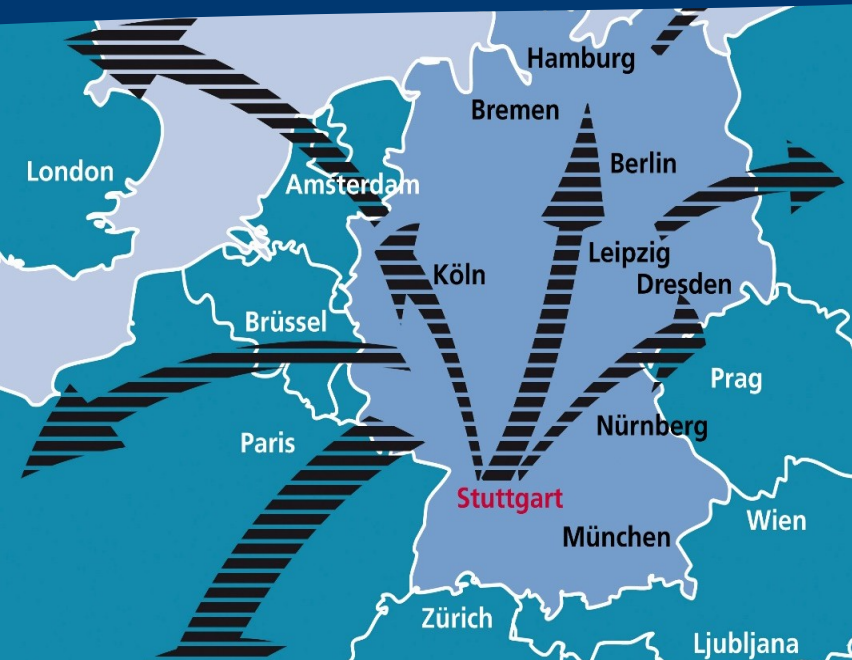 Hamburg
Bremen
London
Berlin
Amsterdam
Leipzig
Köln
Dresden
Brüssel
Prag
Nürnberg
Paris
Stuttgart
Wien
München
Zürich
Ljubljana